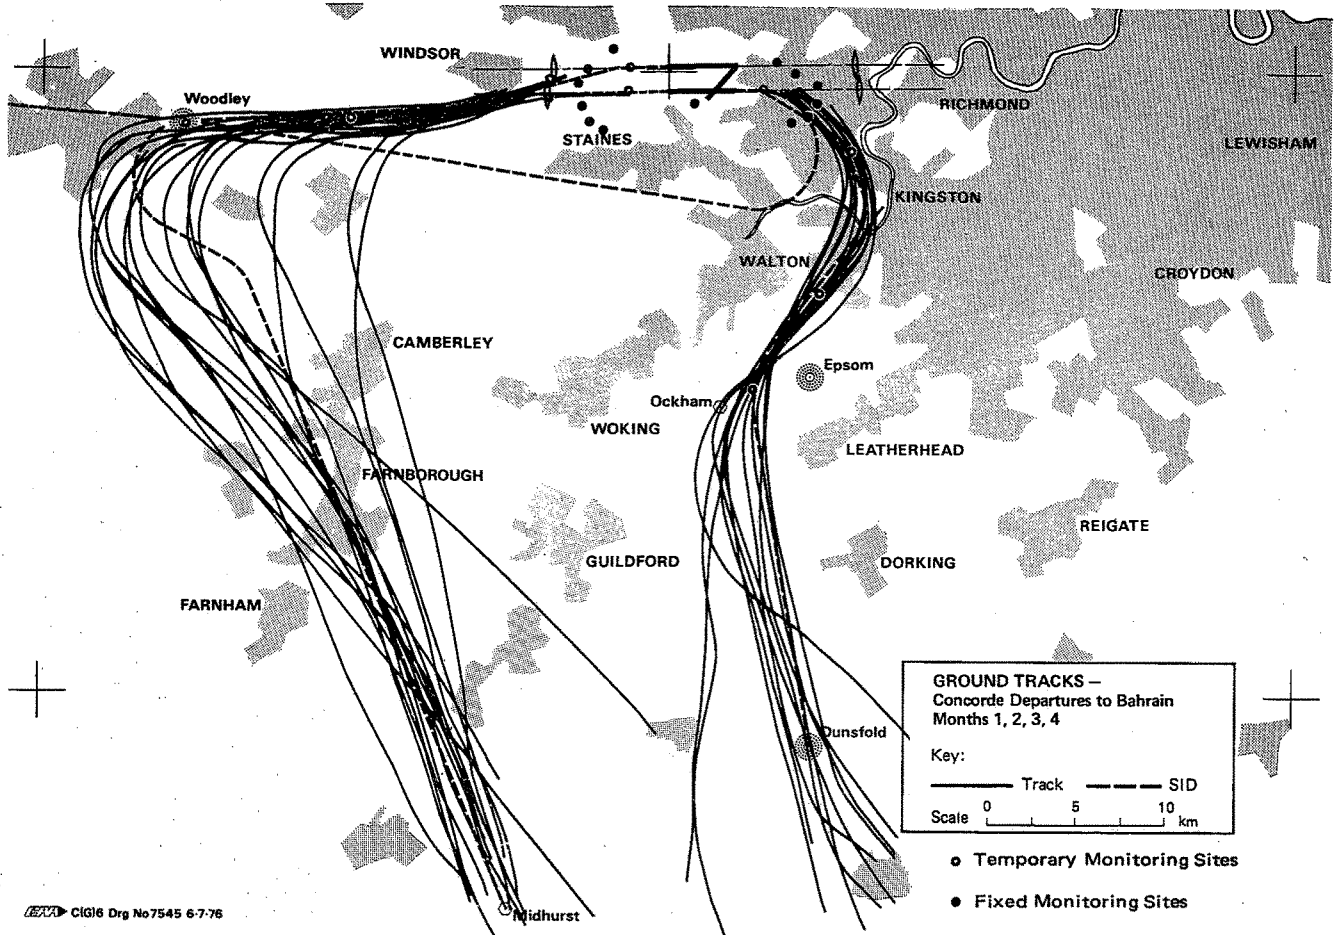 WINDSOR
Woodley
RICHMOND
STAINES
LEWISHAM
KINGSTON
WALTON
CROYDON
CAMBERLEY
Epsom
Ockham
WOKING
LEATHERHEAD
FARNBOROUGH
REIGATE
GUILDFORD
DORKING
FARNHAM
GROUND TRACKS —
Concorde Departures to Bahrain
Months 1, 2, 3, 4
Dunsfold
Key:
Track SID
0 5 10
Scale km
Temporary Monitoring Sites
Fixed Monitoring Sites
C(G)6 Drg No7545 6·7·76
Midhurst